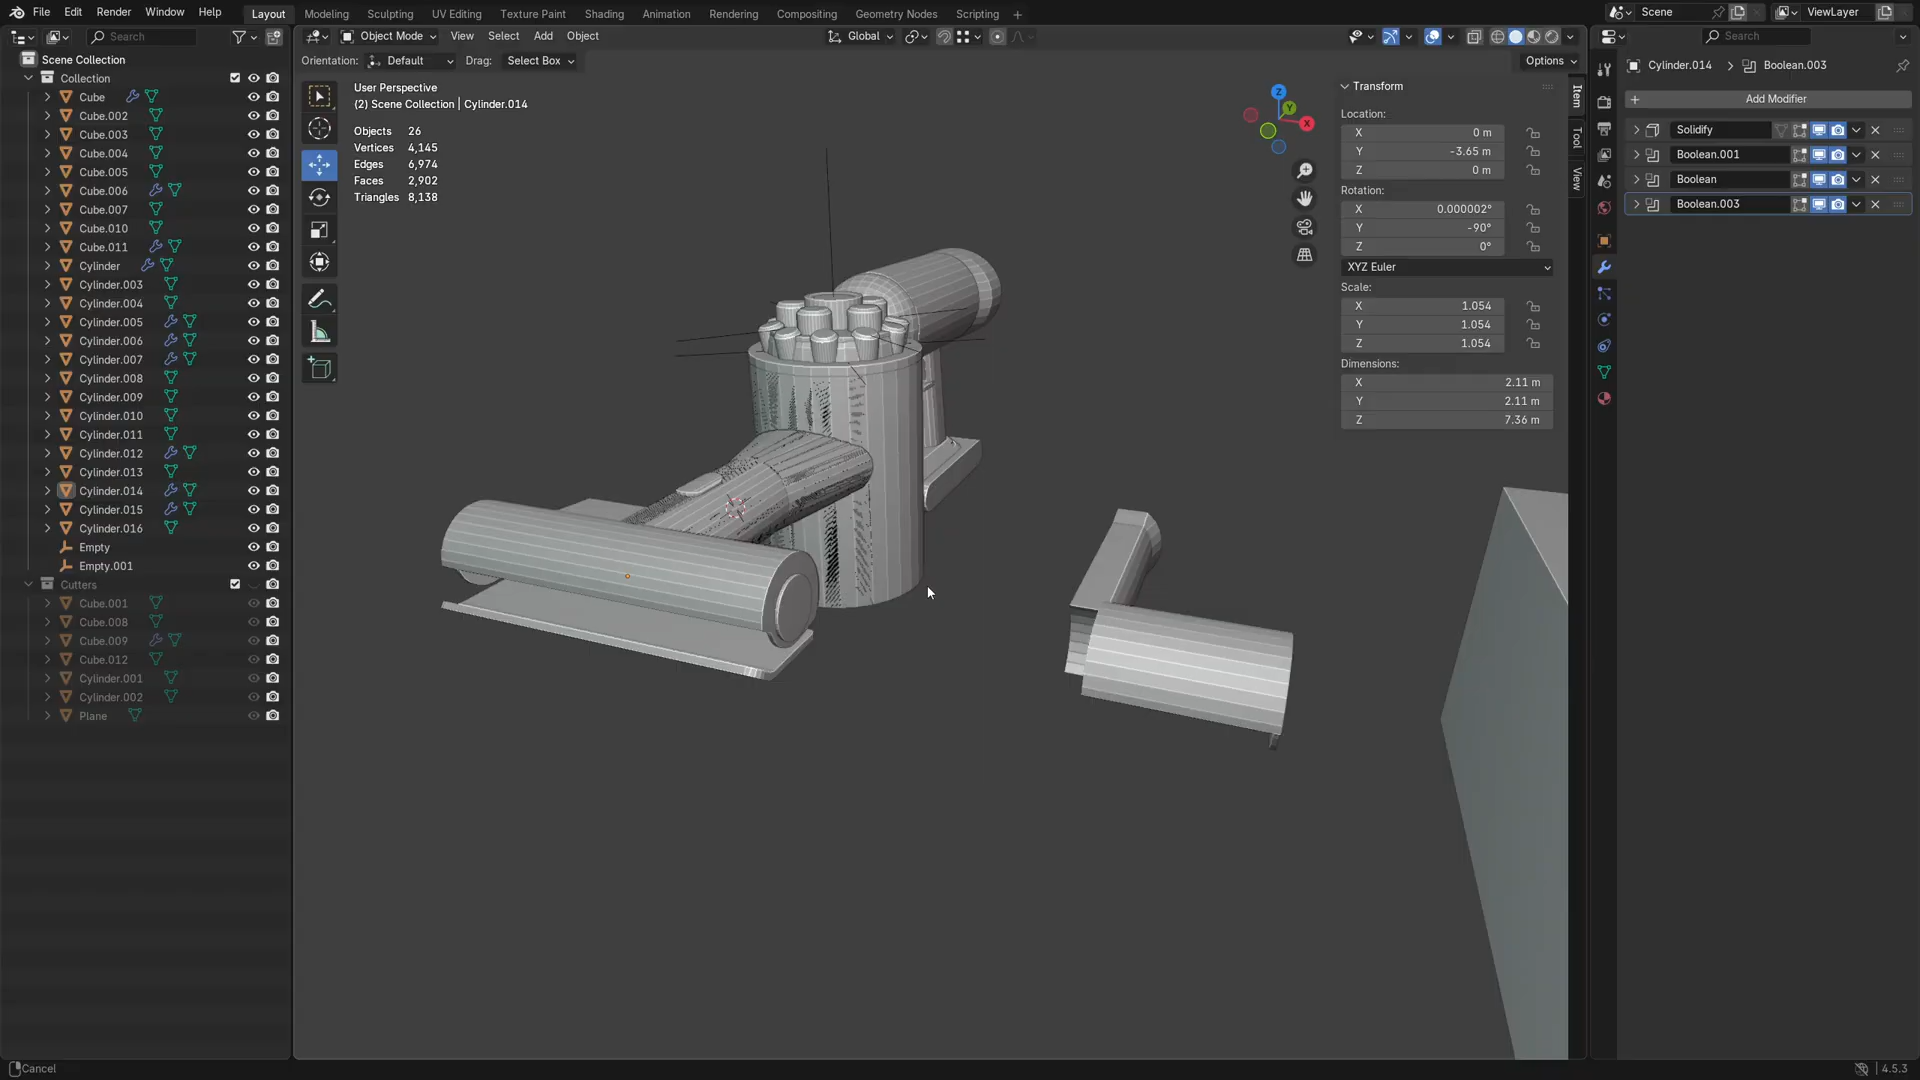 File Edit Render Window Help Layout Modeling Sculpting UV Editing Texture Paint Shading Animation Rendering Compositing Geometry Nodes Scripting + Scene ViewLayer
Search Object Mode View Select Add Object Global Search
Orientation: Default Drag: Select Box Options
Scene Collection
Collection
Cube
Cube.002
Cube.003
Cube.004
Cube.005
Cube.006
Cube.007
Cube.010
Cube.011
Cylinder
Cylinder.003
Cylinder.004
Cylinder.005
Cylinder.006
Cylinder.007
Cylinder.008
Cylinder.009
Cylinder.010
Cylinder.011
Cylinder.012
Cylinder.013
Cylinder.014
Cylinder.015
Cylinder.016
Empty
Empty.001
Cutters
Cube.001
Cube.008
Cube.009
Cube.012
Cylinder.001
Cylinder.002
Plane
User Perspective
(2) Scene Collection | Cylinder.014
Objects 26
Vertices 4,145
Edges 6,974
Faces 2,902
Triangles 8,138
Z
Y
X
Transform
Location:
X 0 m
Y -3.65 m
Z 0 m
Rotation:
X 0.000002°
Y -90°
Z 0°
XYZ Euler
Scale:
X 1.054
Y 1.054
Z 1.054
Dimensions:
X 2.11 m
Y 2.11 m
Z 7.36 m
Item
Tool
View
Cylinder.014 Boolean.003
+ Add Modifier
Solidify
Boolean.001
Boolean
Boolean.003
Cancel
4.5.3